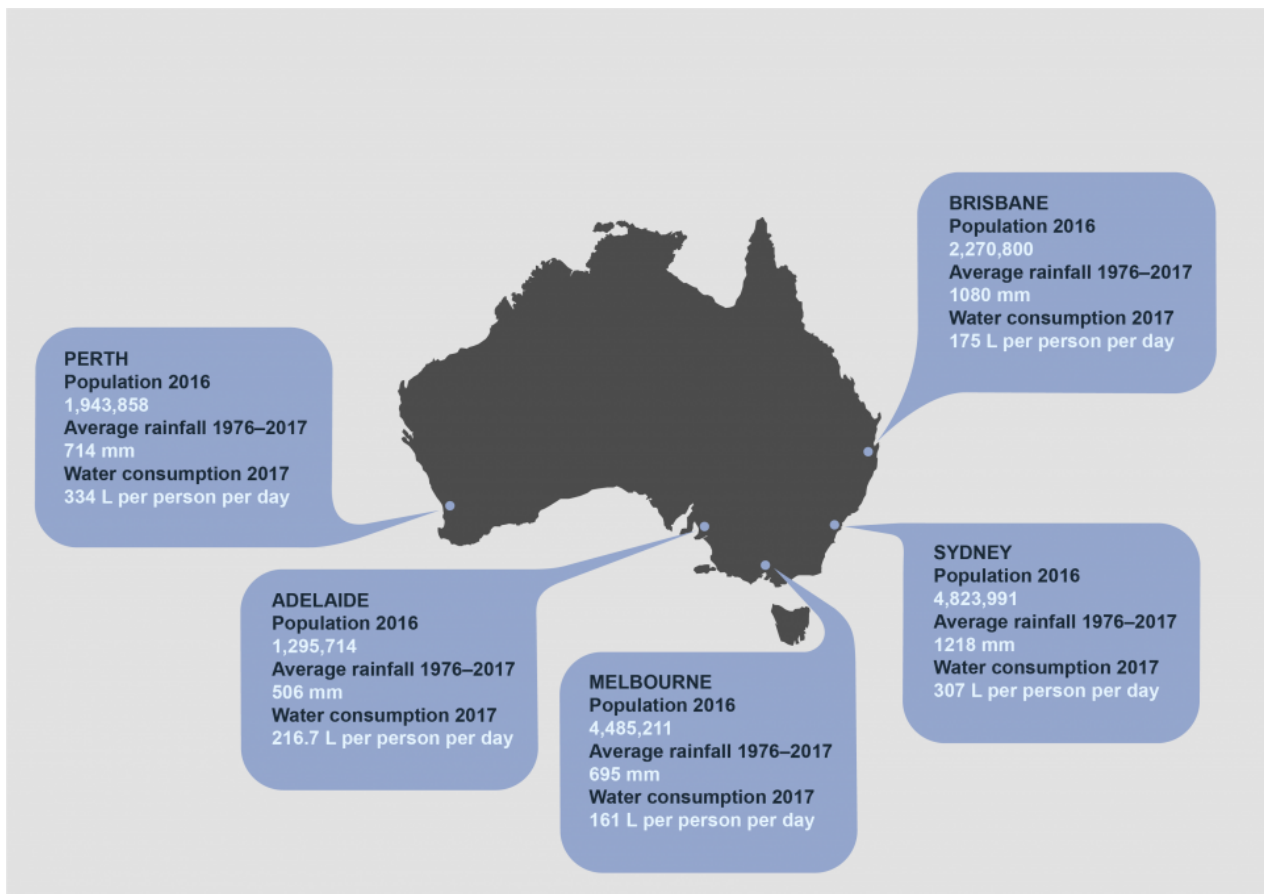 BRISBANE
Population 2016
2,270,800
Average rainfall 1976–2017
1080 mm
Water consumption 2017
175 L per person per day
PERTH
Population 2016
1,943,858
Average rainfall 1976–2017
714 mm
Water consumption 2017
334 L per person per day
SYDNEY
Population 2016
4,823,991
Average rainfall 1976–2017
1218 mm
Water consumption 2017
307 L per person per day
ADELAIDE
Population 2016
1,295,714
Average rainfall 1976–2017
506 mm
Water consumption 2017
216.7 L per person per day
MELBOURNE
Population 2016
4,485,211
Average rainfall 1976–2017
695 mm
Water consumption 2017
161 L per person per day